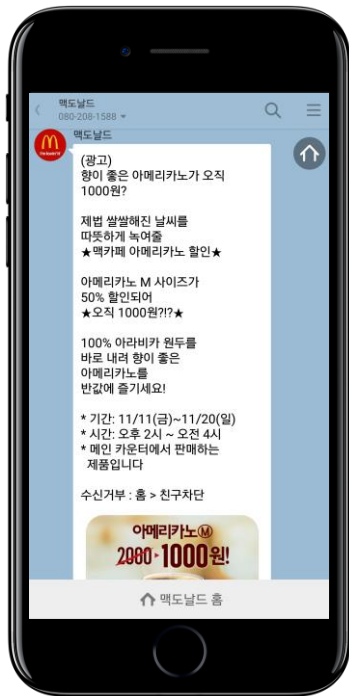 맥도날드
080-208-1588
맥도날드
(광고)
향이 좋은 아메리카노가 오직
1000원?
제법 쌀쌀해진 날씨를
따뜻하게 녹여줄
★맥카페 아메리카노 할인★
아메리카노 M 사이즈가
50% 할인되어
★오직 1000원?!?★
100% 아라비카 원두를
바로 내려 향이 좋은
아메리카노를
반값에 즐기세요!
* 기간: 11/11(금)~11/20(일)
* 시간: 오후 2시 ~ 오전 4시
* 메인 카운터에서 판매하는
제품입니다
수신거부 : 홈 > 친구차단
아메리카노Ⓜ
2000 1000원!
맥도날드 홈